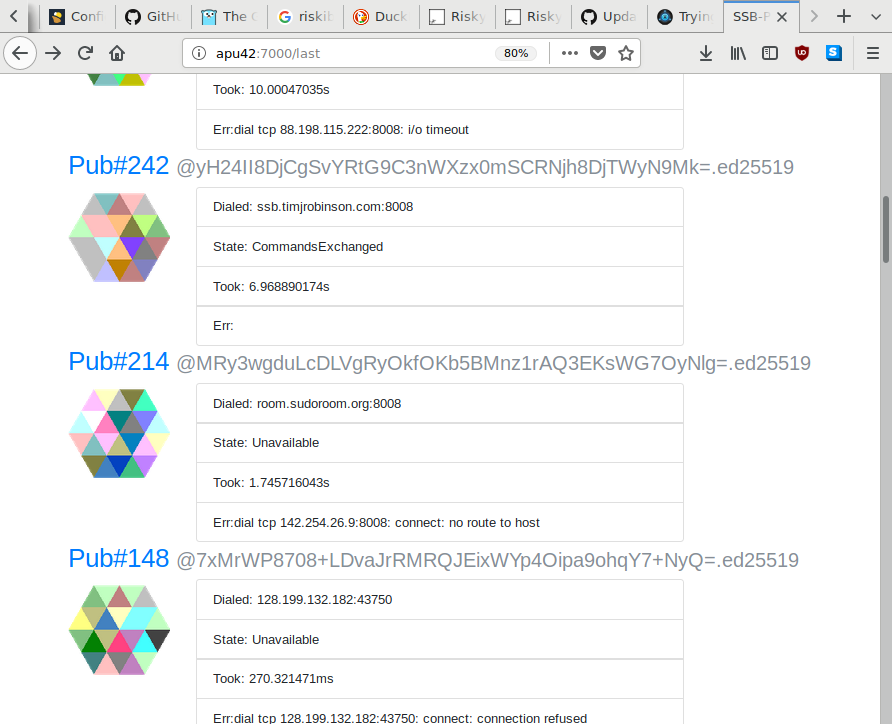 Confi
GitHu
The G
riskib
Duck
Risky
Risky
Upda
Tryin
SSB-P
apu42:7000/last
80%
Took: 10.00047035s
Err:dial tcp 88.198.115.222:8008: i/o timeout
Pub#242 @yH24II8DjCgSvYRtG9C3nWXzx0mSCRNjh8DjTWyN9Mk=.ed25519
Dialed: ssb.timjrobinson.com:8008
State: CommandsExchanged
Took: 6.968890174s
Err:
Pub#214 @MRy3wgduLcDLVgRyOkfOKb5BMnz1rAQ3EKsWG7OyNlg=.ed25519
Dialed: room.sudoroom.org:8008
State: Unavailable
Took: 1.745716043s
Err:dial tcp 142.254.26.9:8008: connect: no route to host
Pub#148 @7xMrWP8708+LDvaJrRMRQJEixWYp4Oipa9ohqY7+NyQ=.ed25519
Dialed: 128.199.132.182:43750
State: Unavailable
Took: 270.321471ms
Err:dial tcp 128.199.132.182:43750: connect: connection refused